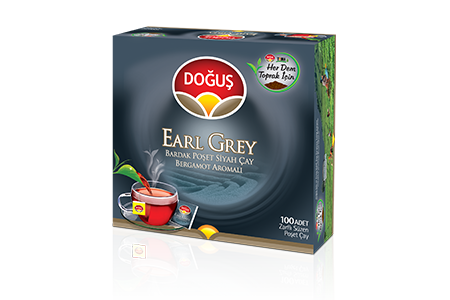 DOĞUŞ
Her Dem
Toprak İçin
EARL GREY
BARDAK POŞET SİYAH ÇAY
BERGAMOT AROMALI
100 ADET
Zarflı Süzen
Poşet Çay